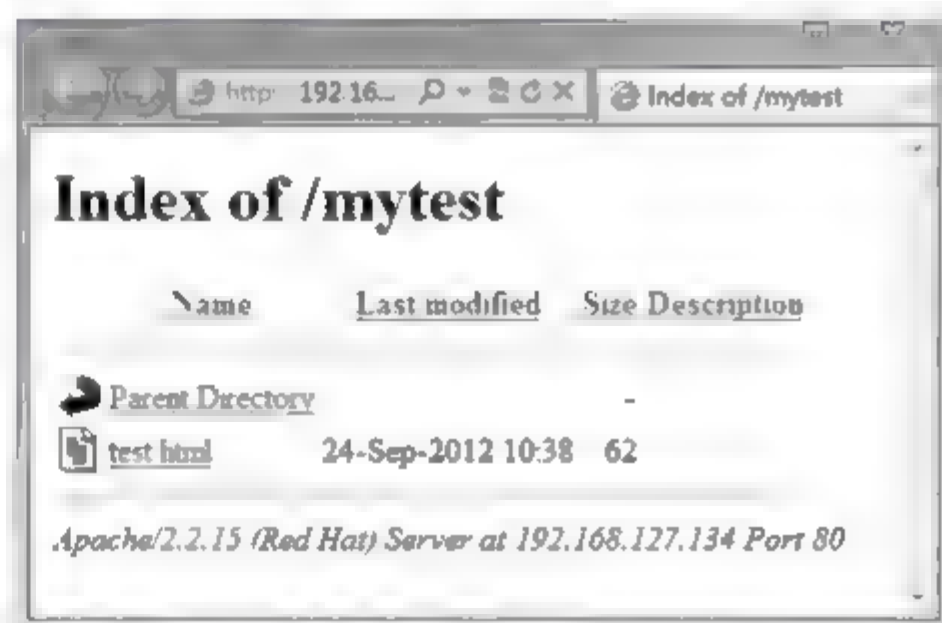 http 192.16... Index of /mytest
Index of /mytest
Name Last modified Size Description
Parent Directory -
test html 24-Sep-2012 10:38 62
Apache/2.2.15 (Red Hat) Server at 192.168.127.134 Port 80